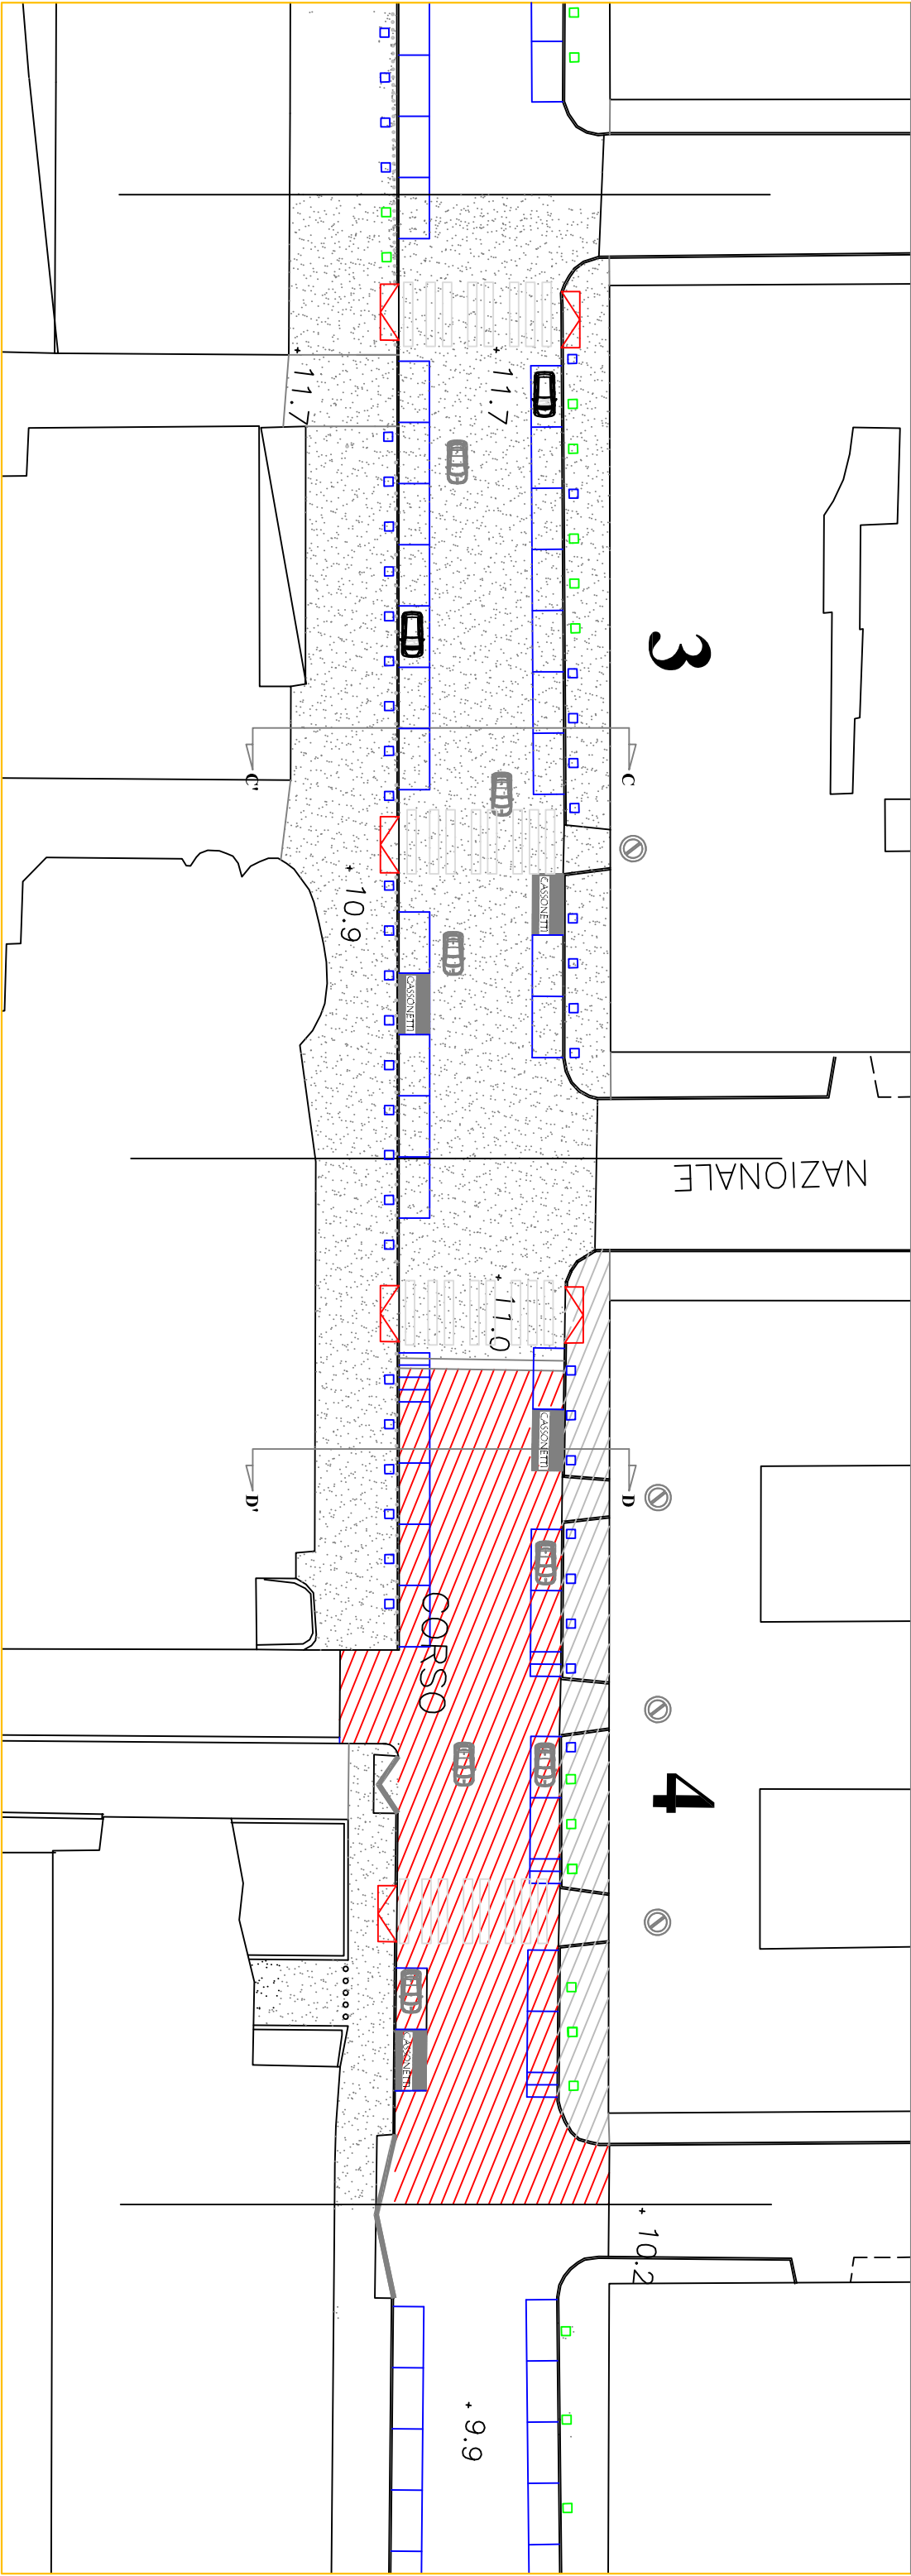 11.7
11.7
3
C'
C
CASSONETTI
10.9
CASSONETTI
NAZIONALE
11.0
CASSONETTI
D'
D
CORSO
4
CASSONETTI
10.2
9.9